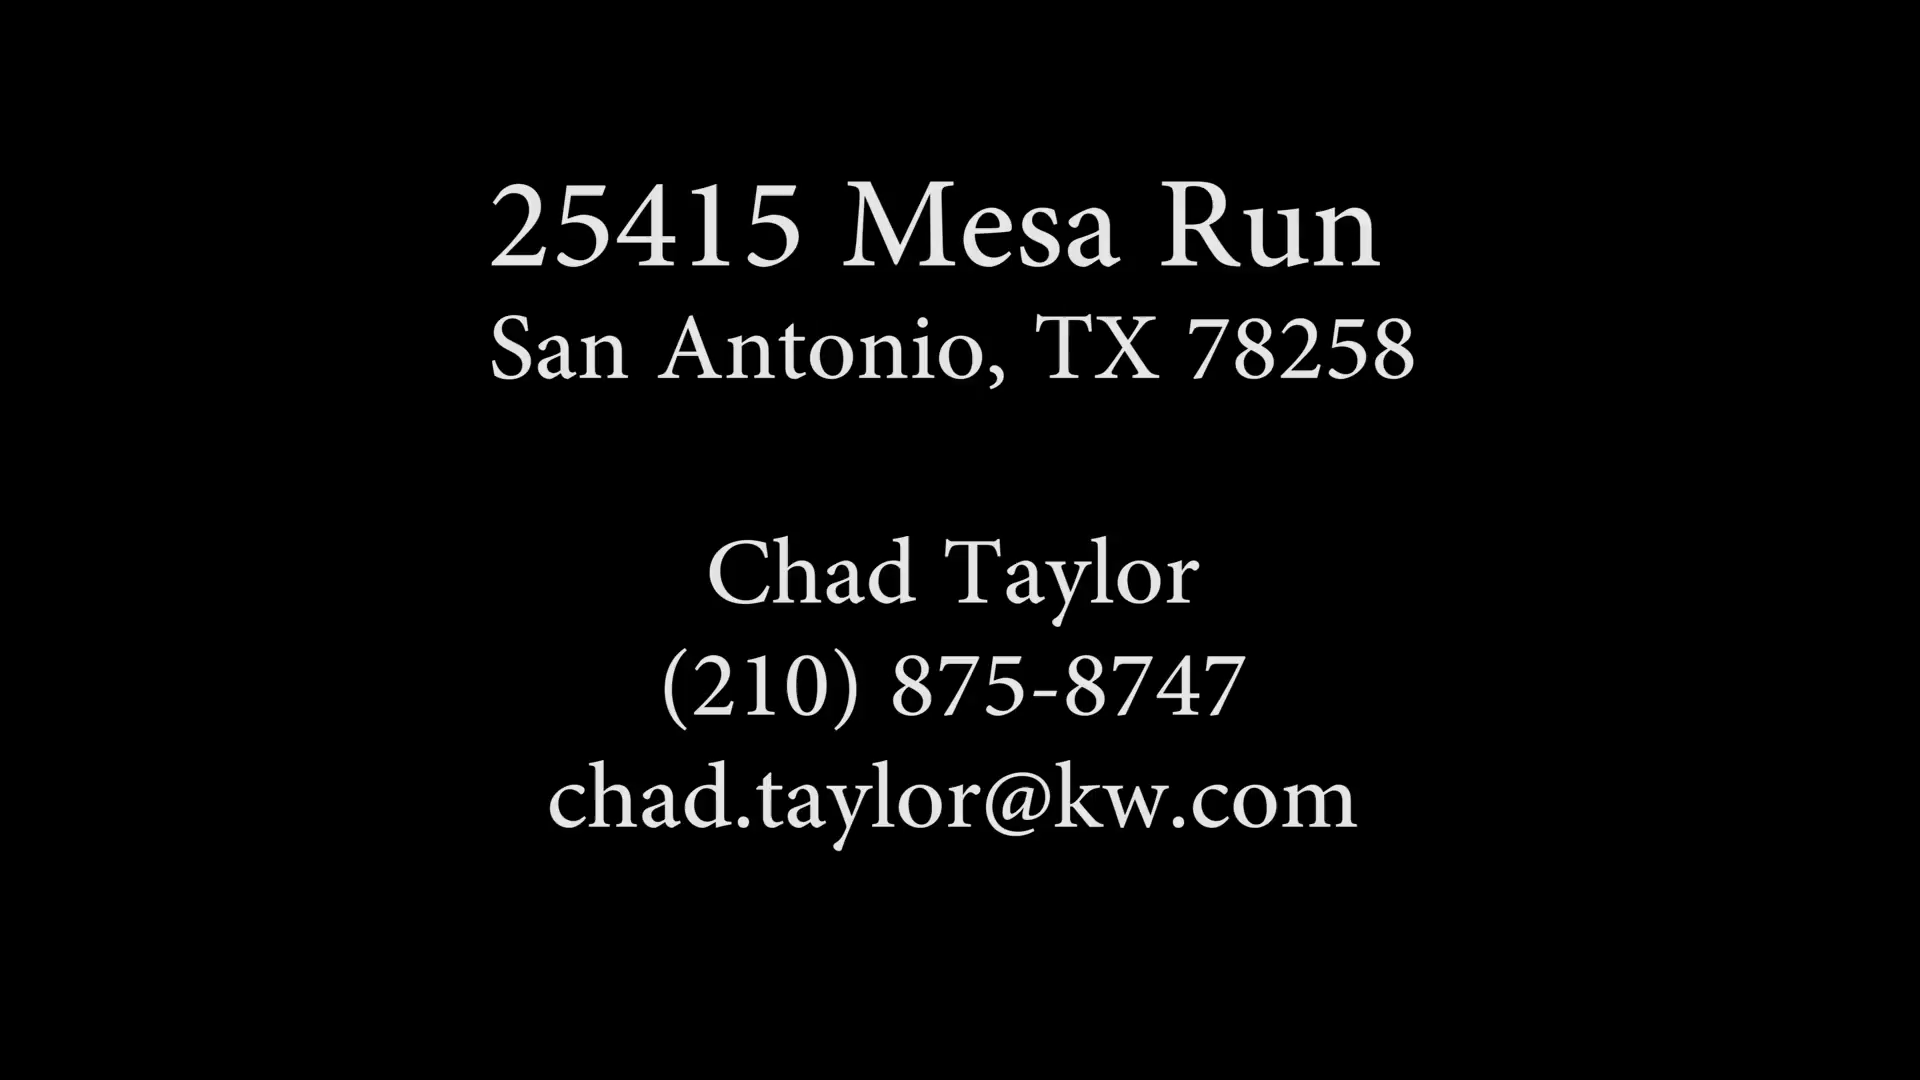 25415 Mesa Run
San Antonio, TX 78258
Chad Taylor
(210) 875-8747
chad.taylor@kw.com